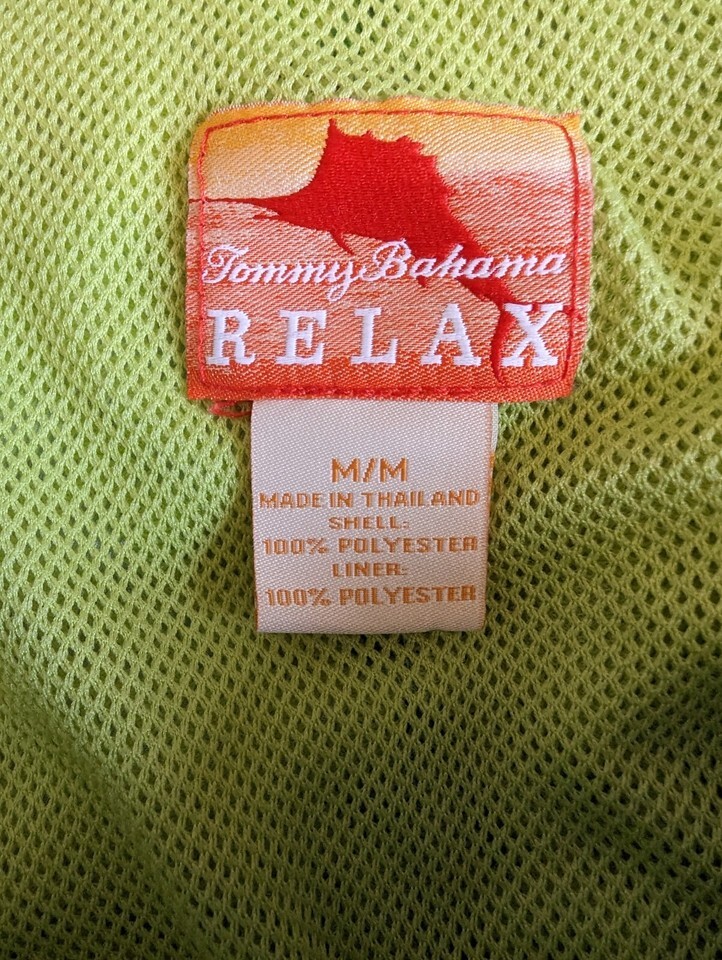 Tommy Bahama
RELAX
M/M
MADE IN THAILAND
SHELL:
100% POLYESTER
LINER:
100% POLYESTER